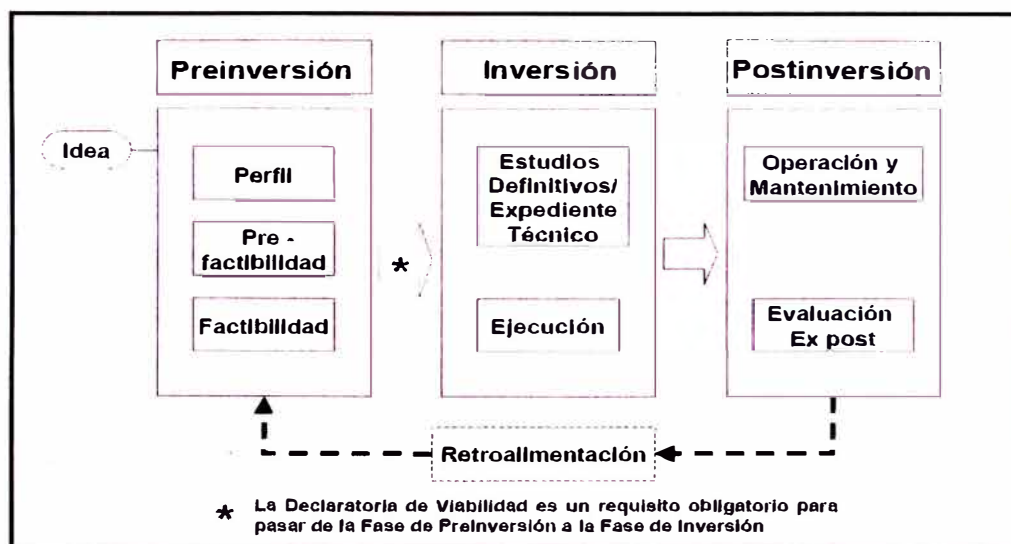 Preinversión
Inversión
Postinversión
Idea
Perfil
Pre -
factibilidad
Factibilidad
*
Estudios
Definitivos/
Expediente
Técnico
Ejecución
Operación y
Mantenimiento
Evaluación
Ex post
Retroalimentación
* La Declaratoria de Viabilidad es un requisito obligatorio para
pasar de la Fase de Preinversión a la Fase de Inversión